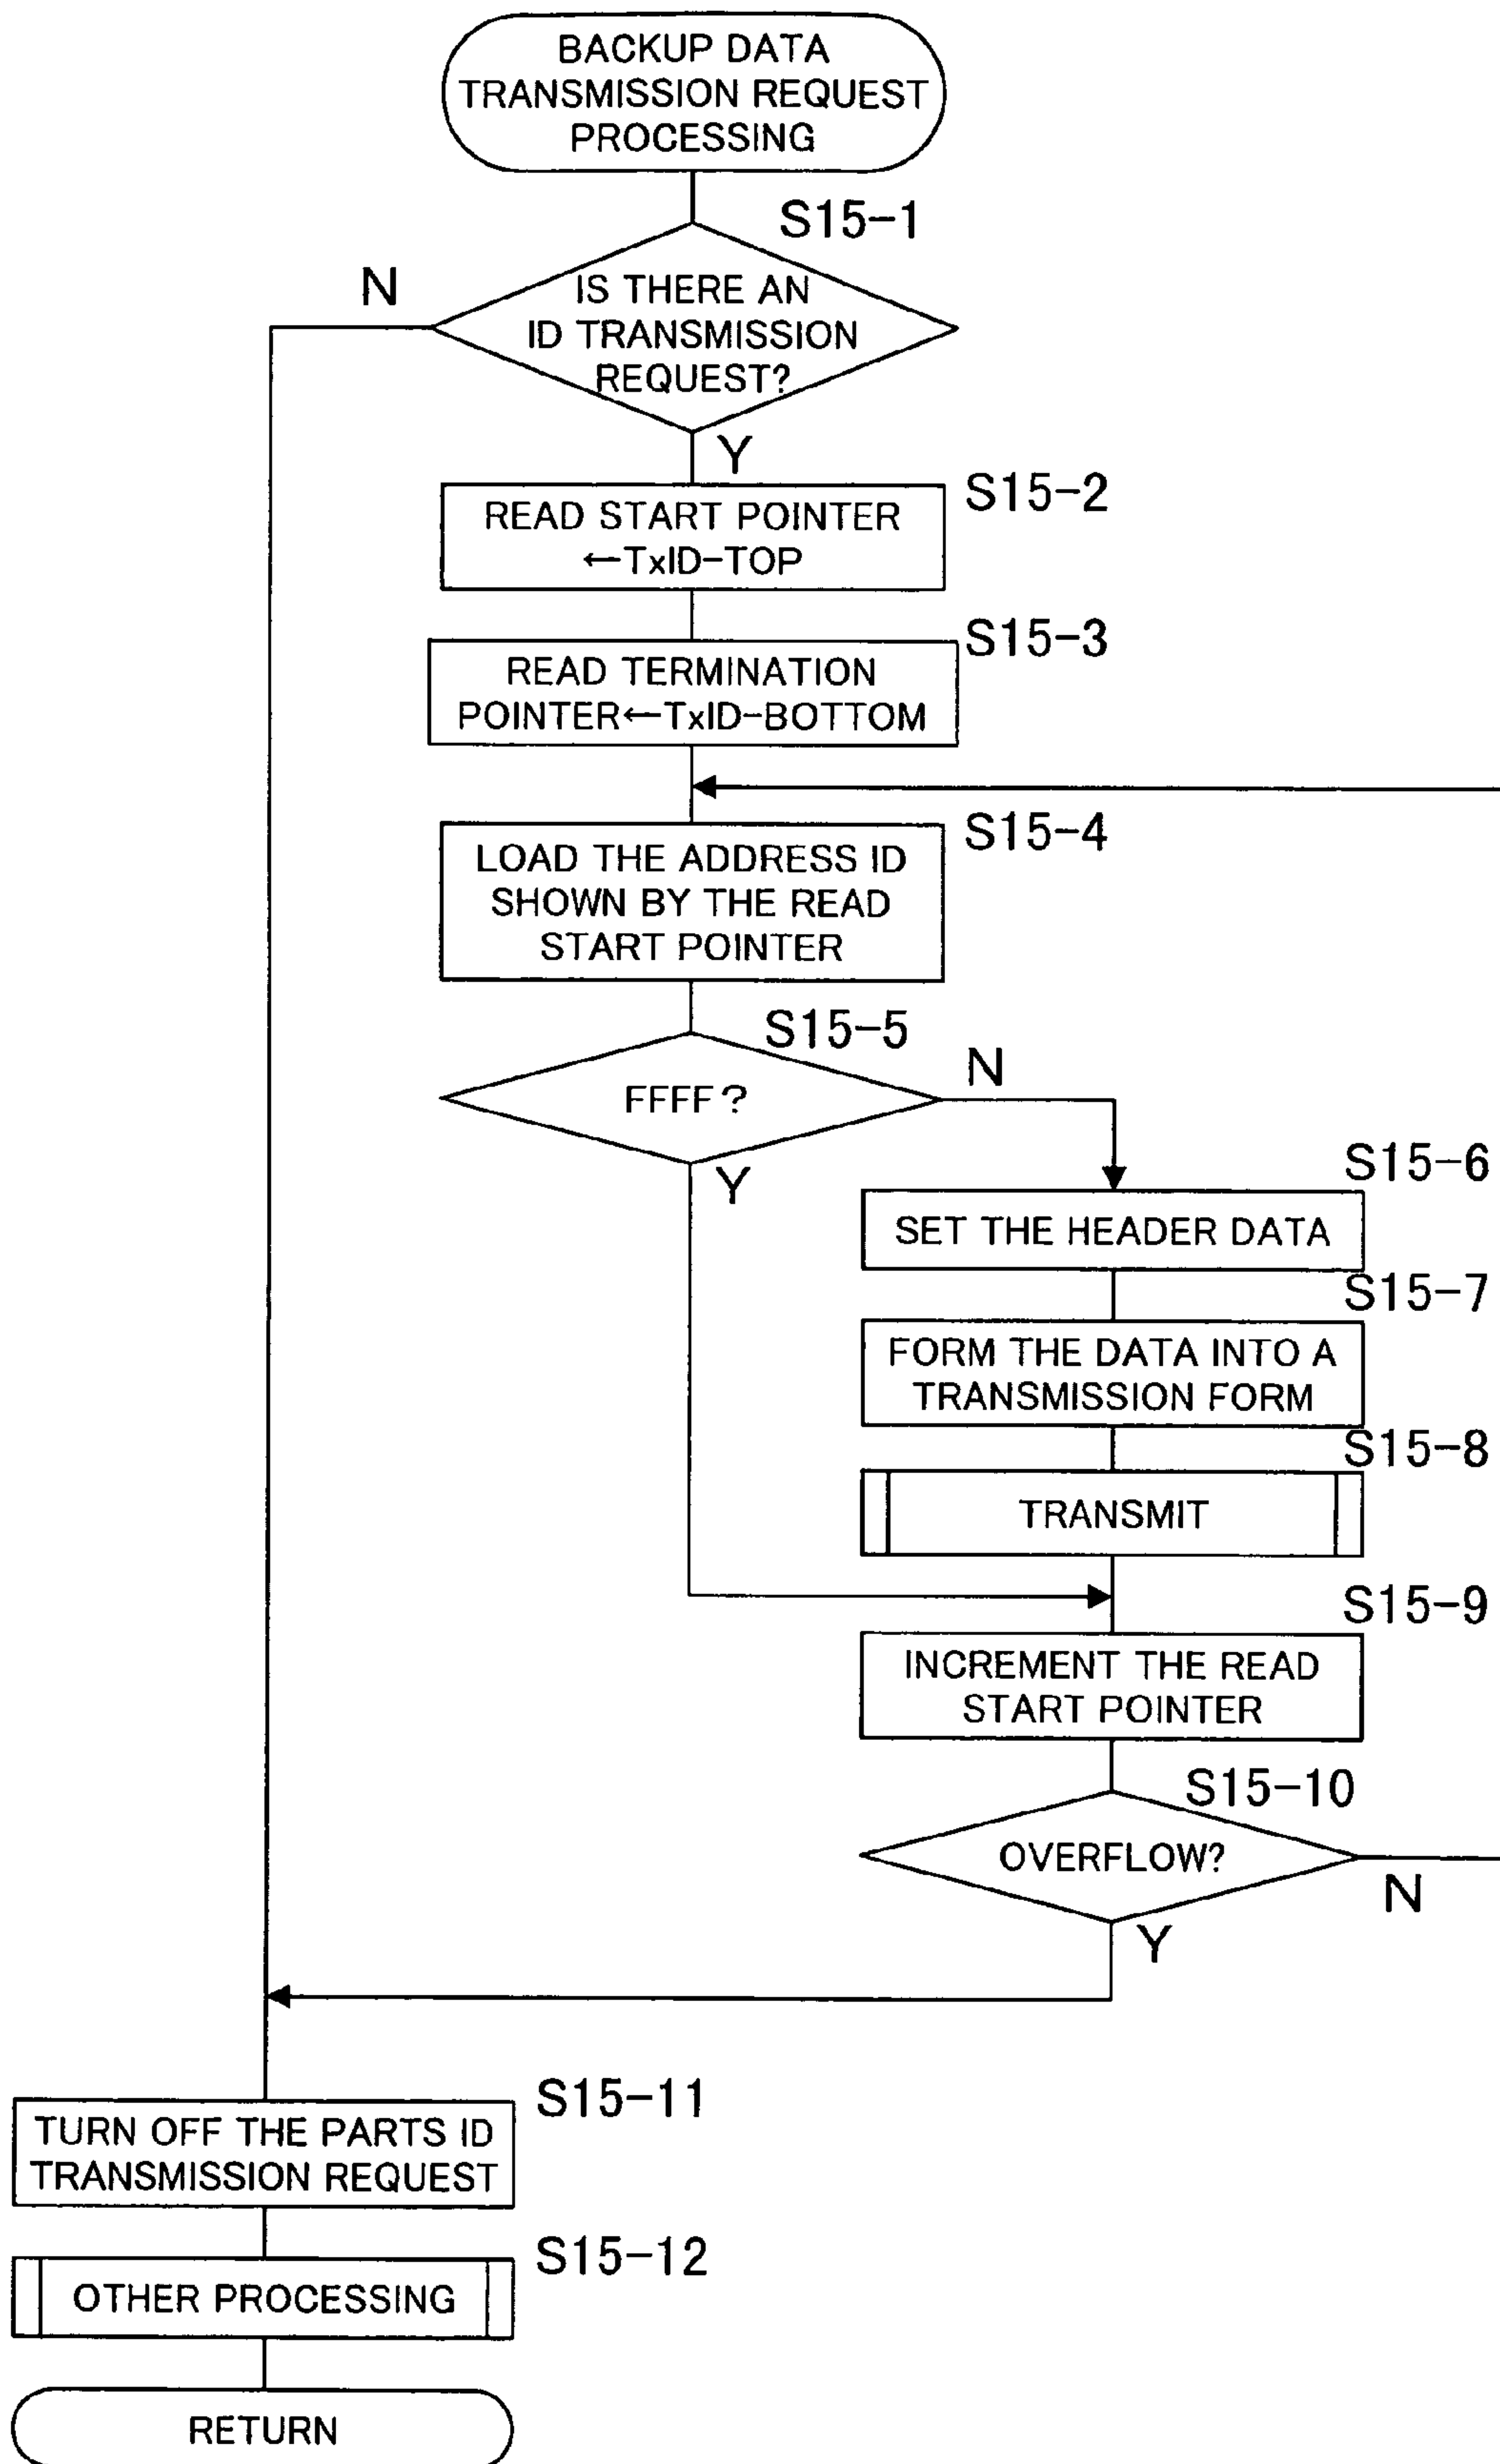 BACKUP DATA
TRANSMISSION REQUEST
PROCESSING
S15-1
N
IS THERE AN
ID TRANSMISSION
REQUEST?
Y
S15-2
READ START POINTER
←TxID-TOP
S15-3
READ TERMINATION
POINTER←TxID-BOTTOM
S15-4
LOAD THE ADDRESS ID
SHOWN BY THE READ
START POINTER
S15-5
N
FFFF?
Y
S15-6
SET THE HEADER DATA
S15-7
FORM THE DATA INTO A
TRANSMISSION FORM
S15-8
TRANSMIT
S15-9
INCREMENT THE READ
START POINTER
S15-10
OVERFLOW?
N
Y
S15-11
TURN OFF THE PARTS ID
TRANSMISSION REQUEST
S15-12
OTHER PROCESSING
RETURN